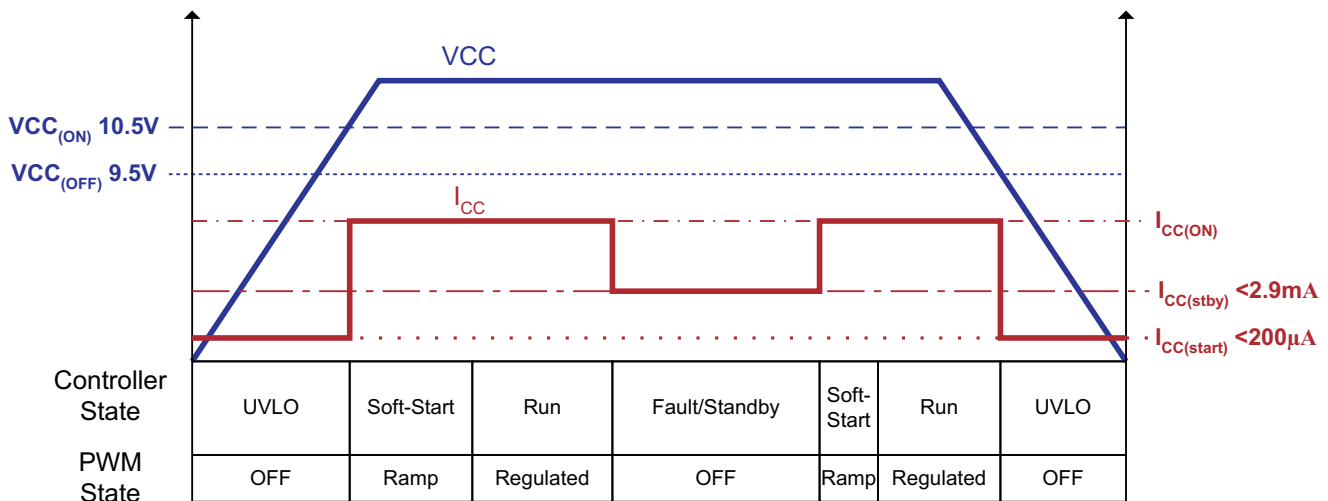 VCC
VCC(ON) 10.5V
VCC(OFF) 9.5V
ICC
ICC(ON)
ICC(stby) <2.9mA
ICC(start) <200µA
Controller
State
UVLO
Soft-Start
Run
Fault/Standby
Soft-
Start
Run
UVLO
PWM
State
OFF
Ramp
Regulated
OFF
Ramp
Regulated
OFF